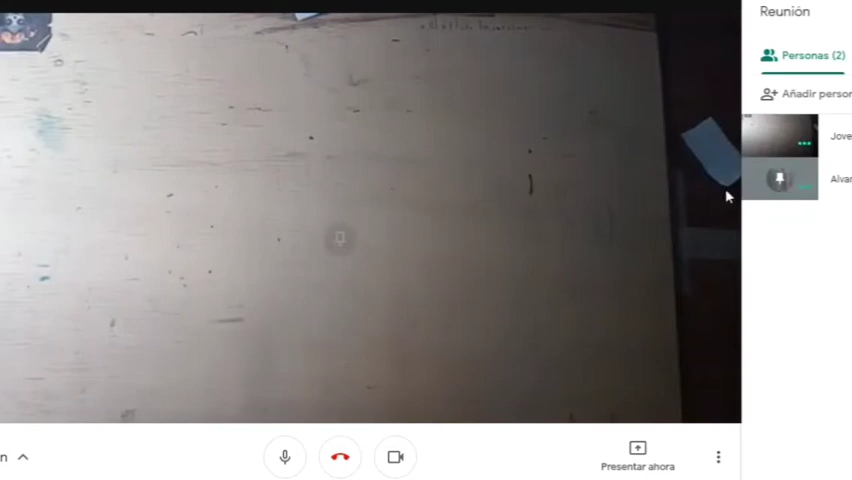 Reunión
Personas (2)
Añadir person
Jove
Alvar
n
Presentar ahora